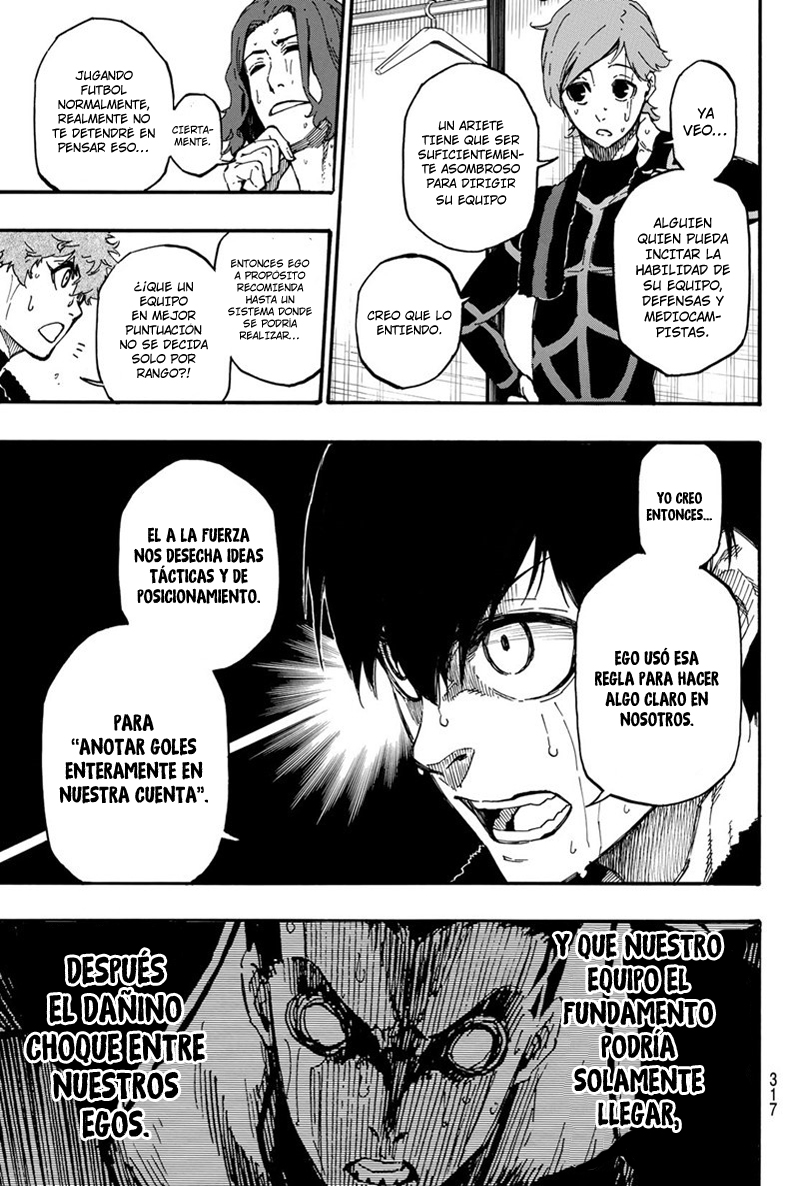 YA
VEO...
ALGUIEN
QUIEN PUEDA
INCITAR LA
HABILIDAD DE
SU EQUIPO,
DEFENSAS Y
MEDIOCAM-
PISTAS.
UN ARIETE
TIENE QUE SER
SUFICIENTEMEN-
TE ASOMBROSO
PARA DIRIGIR
SU EQUIPO
CREO QUE LO
ENTIENDO.
CIERTA-
MENTE.
JUGANDO
FUTBOL
NORMALMENTE,
REALMENTE NO
TE DETENDRÉ EN
PENSAR ESO...
ENTONCES EGO
A PROPÓSITO
RECOMIENDA
HASTA UN
SISTEMA DONDE
SE PODRÍA
REALIZAR...
¿¡QUE UN
EQUIPO
EN MEJOR
PUNTUACIÓN
NO SE DECIDA
SOLO POR
RANGO?!
YO CREO
ENTONCES...
EGO USÓ ESA
REGLA PARA HACER
ALGO CLARO EN
NOSOTROS.
EL A LA FUERZA
NOS DESECHA IDEAS
TÁCTICAS Y DE
POSICIONAMIENTO.
PARA
“ANOTAR GOLES
ENTERAMENTE EN
NUESTRA CUENTA”.
Y QUE NUESTRO
EQUIPO EL
FUNDAMENTO
PODRÍA
SOLAMENTE
LLEGAR,
DESPUÉS
EL DAÑINO
CHOQUE ENTRE
NUESTROS
EGOS.
317